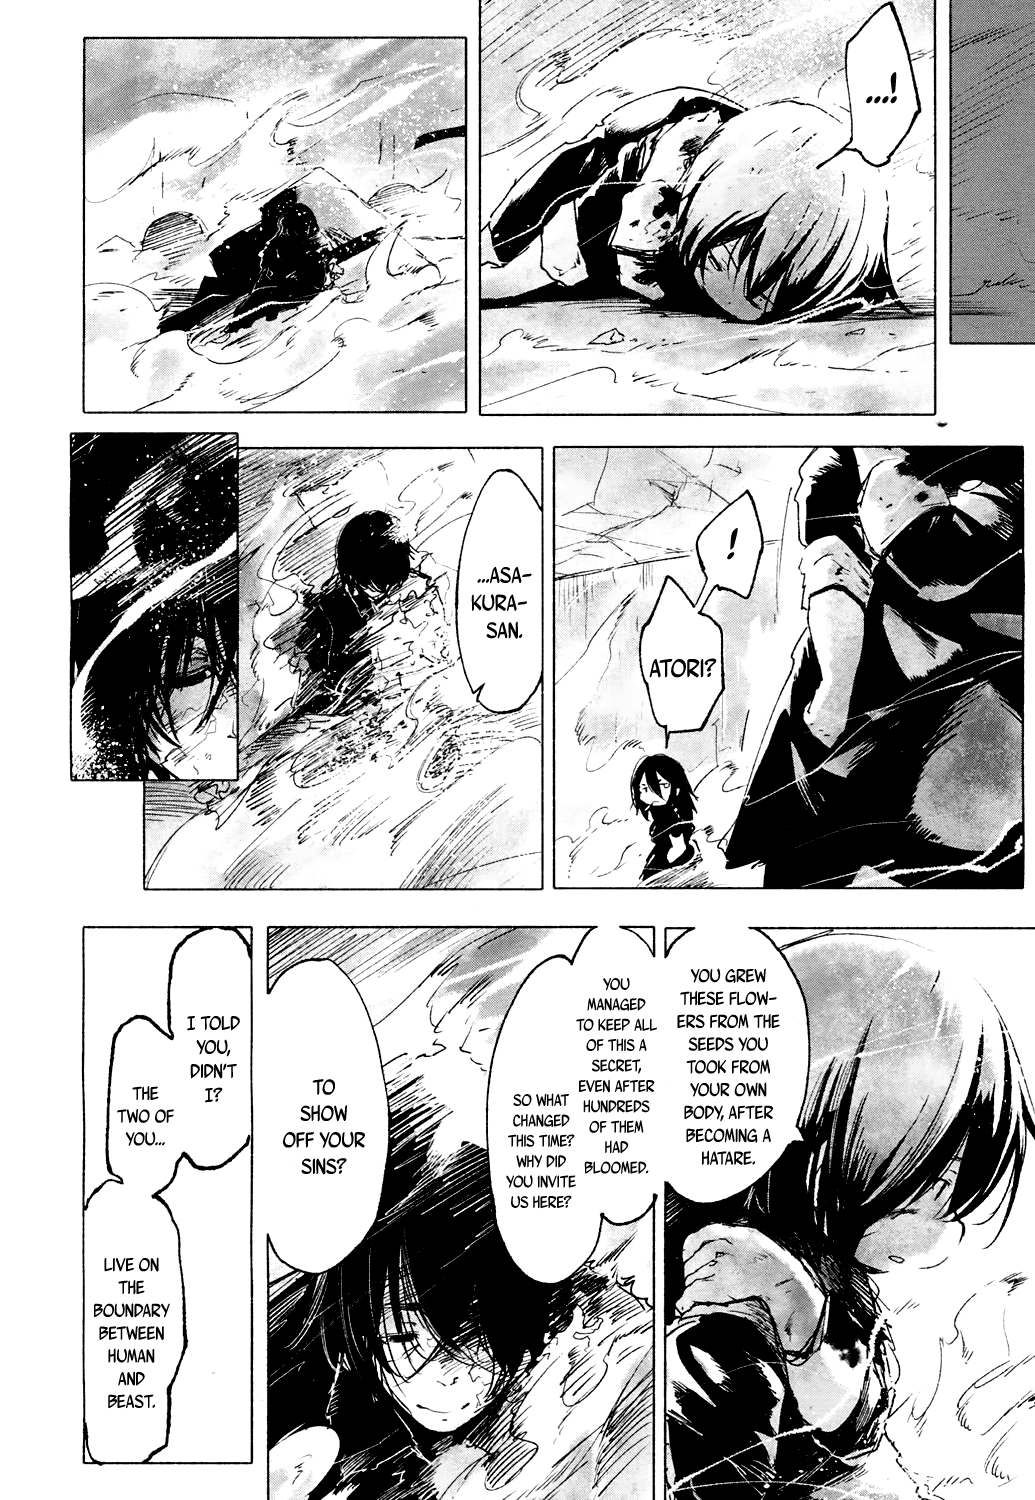 ....!
!
ATORI?
...ASA-
KURA-
SAN.
YOU GREW
THESE FLOW-
ERS FROM THE
SEEDS YOU
TOOK FROM
YOUR OWN
BODY, AFTER
BECOMING A
HATARE.
YOU
MANAGED
TO KEEP ALL
OF THIS A
SECRET,
EVEN AFTER
HUNDREDS
OF THEM
HAD
BLOOMED.
SO WHAT
CHANGED
THIS TIME?
WHY DID
YOU INVITE
US HERE?
TO
SHOW
OFF YOUR
SINS?
I TOLD
YOU,
DIDN'T
I?
THE
TWO OF
YOU...
LIVE ON
THE
BOUNDARY
BETWEEN
HUMAN
AND
BEAST.